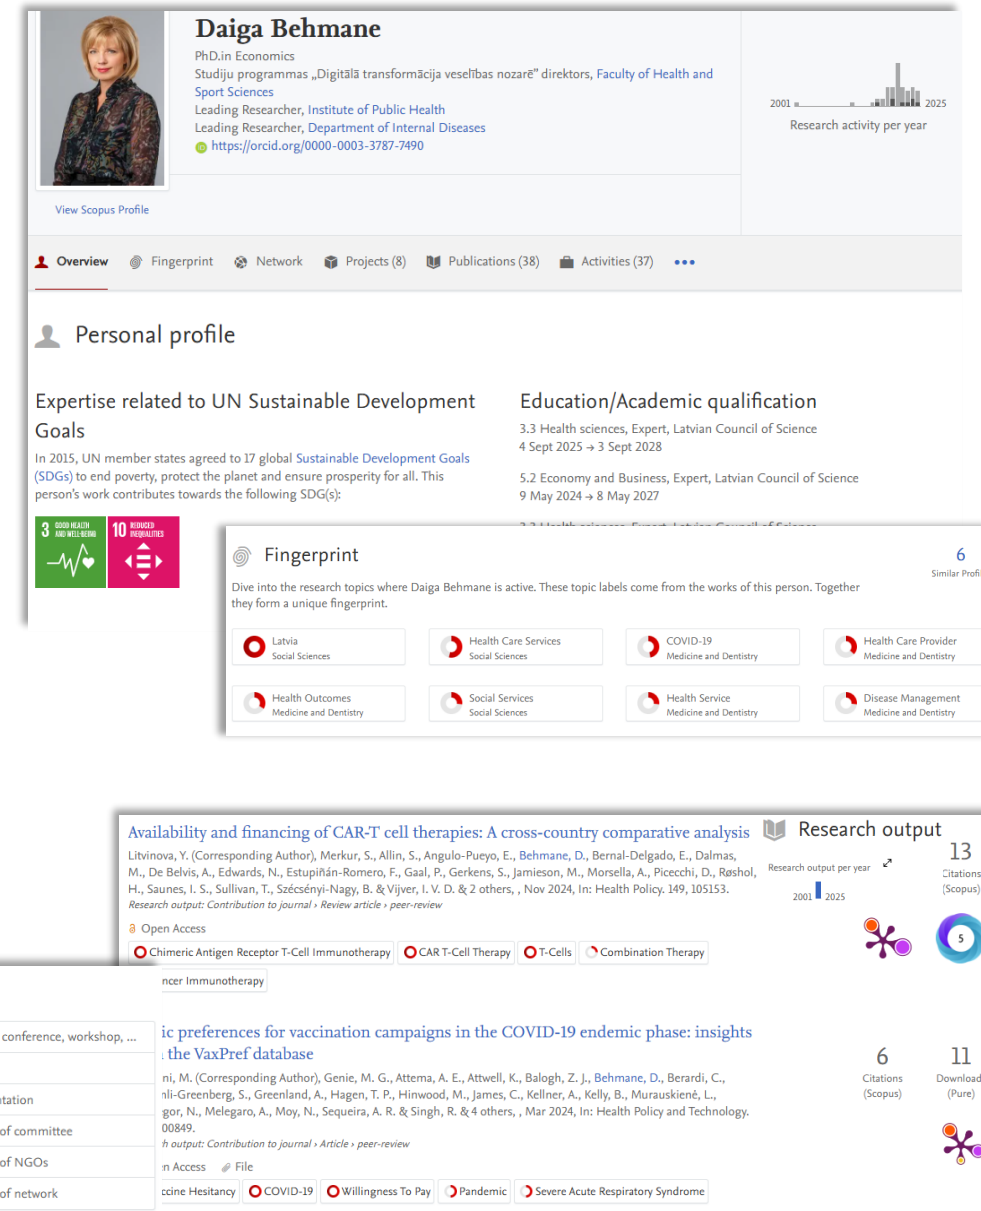 Daiga Behmane
PhD.in Economics
Studiju programmas „Digitālā transformācija veselības nozarē” direktors, Faculty of Health and
Sport Sciences
Leading Researcher, Institute of Public Health
Leading Researcher, Department of Internal Diseases
https://orcid.org/0000-0003-3787-7490
View Scopus Profile
2001 2025
Research activity per year
Overview Fingerprint Network Projects (8) Publications (38) Activities (37)
Personal profile
Expertise related to UN Sustainable Development
Goals
In 2015, UN member states agreed to 17 global Sustainable Development Goals
(SDGs) to end poverty, protect the planet and ensure prosperity for all. This
person's work contributes towards the following SDG(s):
3 GOOD HEALTH AND WELL-BEING
10 REDUCED INEQUALITIES
Education/Academic qualification
3.3 Health sciences, Expert, Latvian Council of Science
4 Sept 2025 → 3 Sept 2028
5.2 Economy and Business, Expert, Latvian Council of Science
9 May 2024 → 8 May 2027
Fingerprint
6
Similar
Dive into the research topics where Daiga Behmane is active. These topic labels come from the works of this person. Together
they form a unique fingerprint.
Latvia
Social Sciences
Health Care Services
Social Sciences
COVID-19
Medicine and Dentistry
Health Care Provider
Medicine and Dentistry
Health Outcomes
Medicine and Dentistry
Social Services
Social Sciences
Health Service
Medicine and Dentistry
Disease Management
Medicine and Dentistry
Availability and financing of CAR-T cell therapies: A cross-country comparative analysis
Litvinova, Y. (Corresponding Author), Merkur, S., Allin, S., Angulo-Pueyo, E., Behmane, D., Bernal-Delgado, E., Dalmas,
M., De Belvis, A., Edwards, N., Estupiñán-Romero, F., Gaal, P., Gerkens, S., Jamieson, M., Morsella, A., Picecchi, D., Røshol,
H., Saunes, I. S., Sullivan, T., Szécsényi-Nagy, B. & Vijver, I. V. D. & 2 others, , Nov 2024, In: Health Policy. 149, 105153.
Research output: Contribution to journal › Review article › peer-review
Open Access
Chimeric Antigen Receptor T-Cell Immunotherapy CAR T-Cell Therapy T-Cells Combination Therapy
ncer Immunotherapy
Research output
Research output per year
2001 2025
13
Citations
(Scopus)
5
conference, workshop, ...
tation
of committee
of NGOs
of network
ic preferences for vaccination campaigns in the COVID-19 endemic phase: insights
the VaxPref database
ni, M. (Corresponding Author), Genie, M. G., Attema, A. E., Attwell, K., Balogh, Z. J., Behmane, D., Berardi, C.,
nli-Greenberg, S., Greenland, A., Hagen, T. P., Hinwood, M., James, C., Kellner, A., Kelly, B., Murauskienė, L.,
gor, N., Melegaro, A., Moy, N., Sequeira, A. R. & Singh, R. & 4 others, , Mar 2024, In: Health Policy and Technology.
00849.
h output: Contribution to journal › Article › peer-review
n Access File
ccine Hesitancy COVID-19 Willingness To Pay Pandemic Severe Acute Respiratory Syndrome
6
Citations
(Scopus)
11
Download
(Pure)